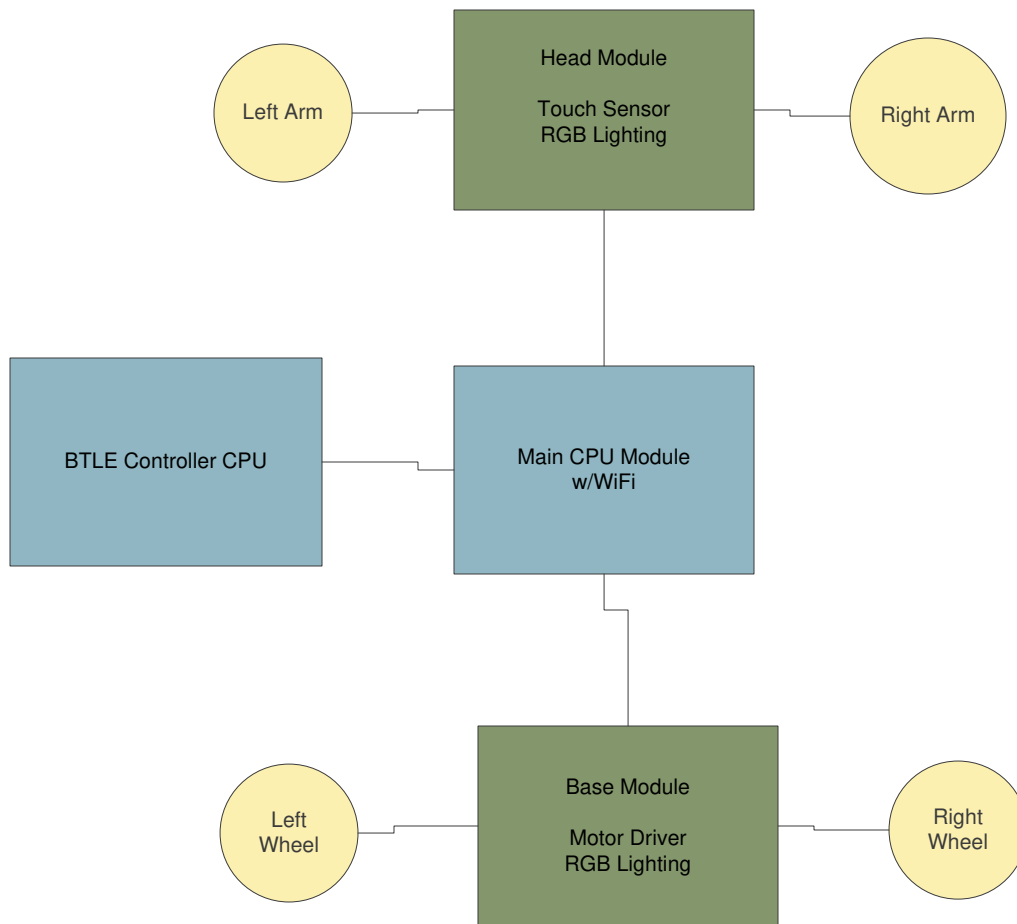 Left Arm
Head Module
Touch Sensor
RGB Lighting
Right Arm
BTLE Controller CPU
Main CPU Module
w/WiFi
Left
Wheel
Base Module
Motor Driver
RGB Lighting
Right
Wheel